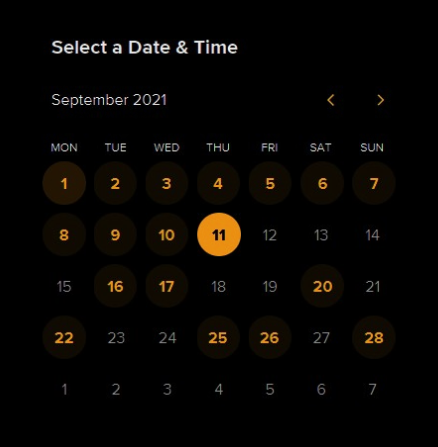 Select a Date & Time
September 2021
MON TUE WED THU FRI SAT SUN
1 2 3 4 5 6 7
8 9 10 11 12 13 14
15 16 17 18 19 20 21
22 23 24 25 26 27 28
1 2 3 4 5 6 7